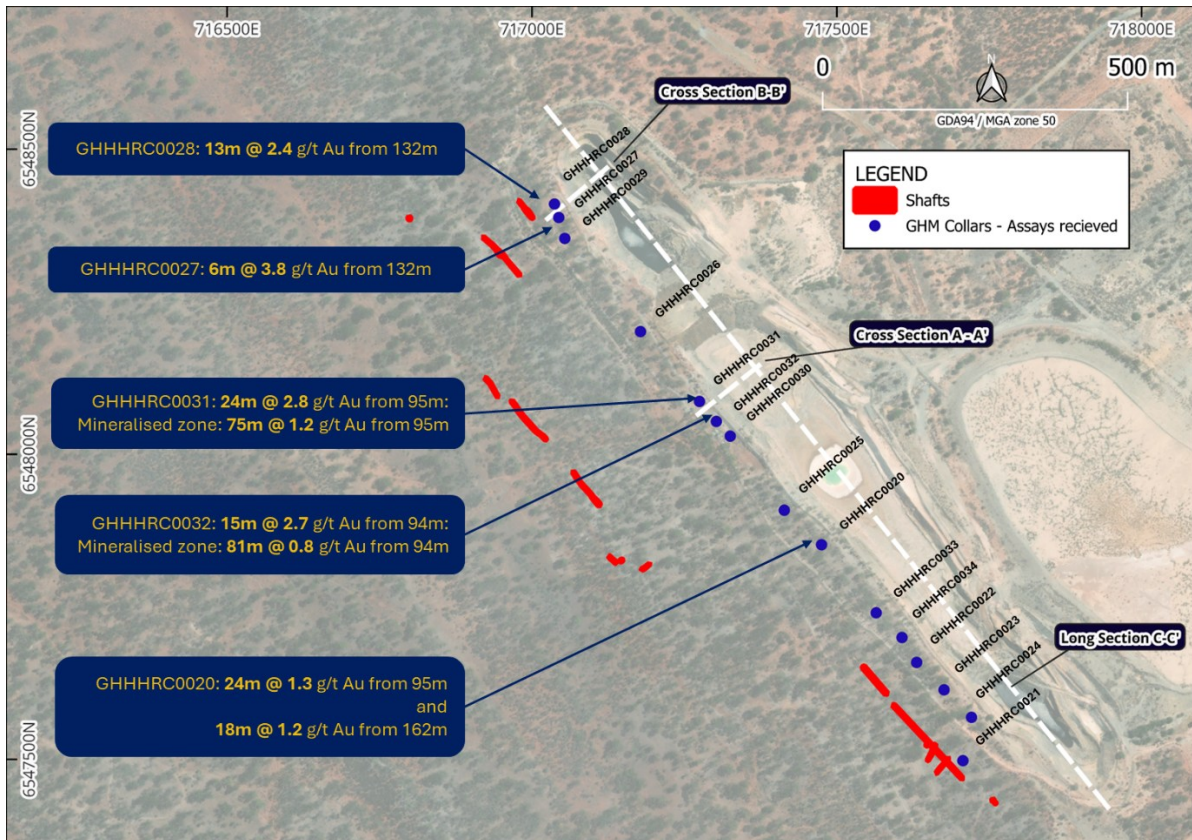 716500E
717000E
717500E
718000E
0
500 m
N
GDA94 / MGA zone 50
Cross Section B-B'
6548500N
GHHHRC0028: 13m @ 2.4 g/t Au from 132m
GHHHRC0028
GHHHRC0027
GHHHRC0029
LEGEND
Shafts
GHM Collars - Assays recieved
GHHHRC0027: 6m @ 3.8 g/t Au from 132m
GHHHRC0026
Cross Section A - A'
GHHHRC0031
GHHHRC0032
GHHHRC0030
GHHHRC0031: 24m @ 2.8 g/t Au from 95m:
Mineralised zone: 75m @ 1.2 g/t Au from 95m
6548000N
GHHHRC0025
GHHHRC0020
GHHHRC0032: 15m @ 2.7 g/t Au from 94m:
Mineralised zone: 81m @ 0.8 g/t Au from 94m
GHHHRC0033
GHHHRC0034
GHHHRC0022
GHHHRC0023
GHHHRC0024
GHHHRC0021
Long Section C-C'
GHHHRC0020: 24m @ 1.3 g/t Au from 95m
and
18m @ 1.2 g/t Au from 162m
6547500N